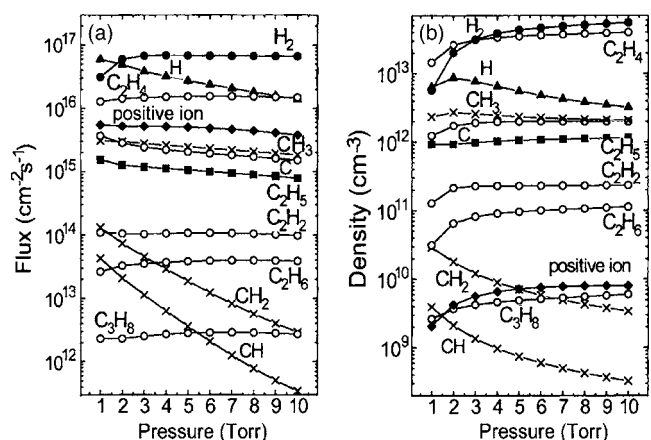 (a)
H2
10^17
H
C2H4
10^16
positive ion
CH3
C
10^15
C2H5
C2H2
10^14
C2H6
CH2
10^13
C3H8
CH
10^12
Flux (cm-2s-1)
1 2 3 4 5 6 7 8 9 10
Pressure (Torr)
(b)
H2
C2H4
10^13
H
CH3
10^12
C
C2H5
C2H2
10^11
C2H6
10^10
CH2
positive ion
C3H8
10^9
CH
Density (cm-3)
1 2 3 4 5 6 7 8 9 10
Pressure (Torr)